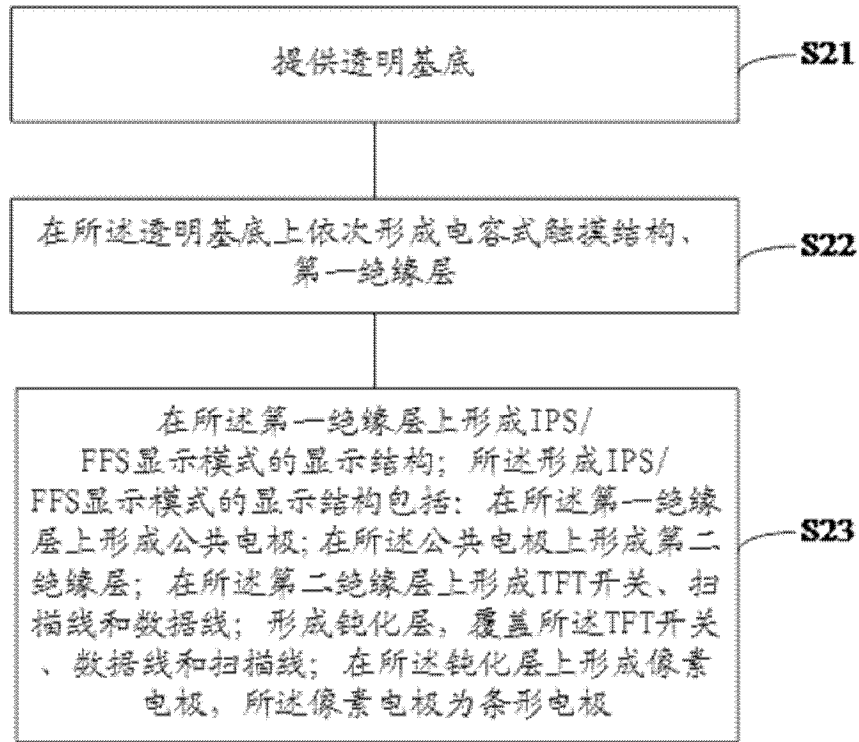 提供透明基底
S21
在所述透明基底上依次形成电容式触摸结构、
第一绝缘层
S22
在所述第一绝缘层上形成IPS/
FFS显示模式的显示结构；所述形成IPS/
FFS显示模式的显示结构包括：在所述第一绝缘
层上形成公共电极；在所述公共电极上形成第二
绝缘层；在所述第二绝缘层上形成TFT开关、扫
描线和数据线；形成钝化层，覆盖所述TFT开关
、数据线和扫描线；在所述钝化层上形成像素
电极，所述像素电极为条形电极
S23